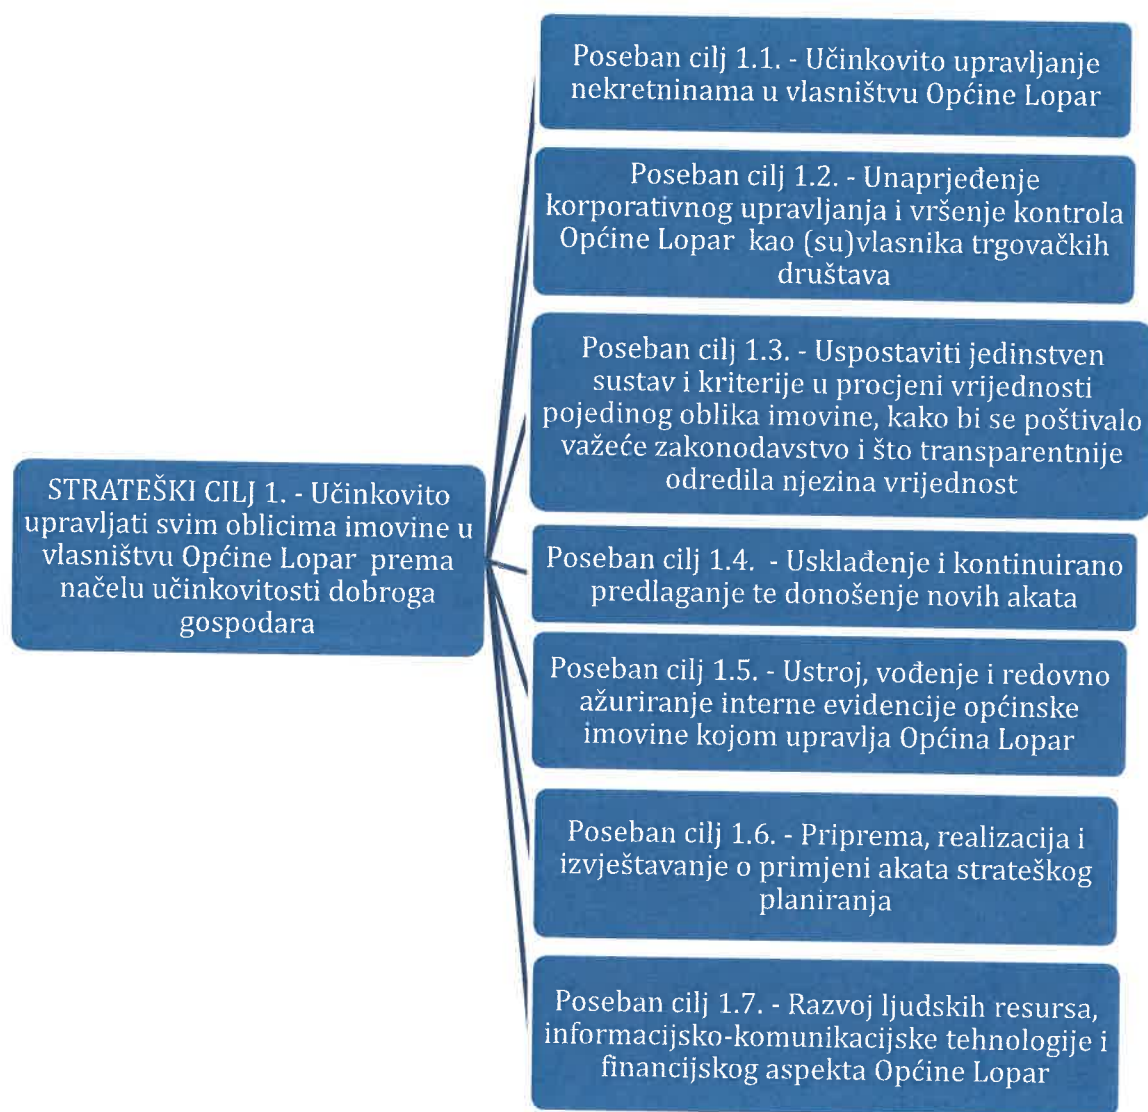 STRATEŠKI CILJ 1. - Učinkovito
upravljati svim oblicima imovine u
vlasništvu Općine Lopar prema
načelu učinkovitosti dobroga
gospodara
Poseban cilj 1.1. - Učinkovito upravljanje
nekretninama u vlasništvu Općine Lopar
Poseban cilj 1.2. - Unaprjeđenje
korporativnog upravljanja i vršenje kontrola
Općine Lopar kao (su)vlasnika trgovačkih
društava
Poseban cilj 1.3. - Uspostaviti jedinstven
sustav i kriterije u procjeni vrijednosti
pojedinog oblika imovine, kako bi se poštivalo
važeće zakonodavstvo i što transparentnije
odredila njezina vrijednost
Poseban cilj 1.4. - Usklađenje i kontinuirano
predlaganje te donošenje novih akata
Poseban cilj 1.5. - Ustroj, vođenje i redovno
ažuriranje interne evidencije općinske
imovine kojom upravlja Općina Lopar
Poseban cilj 1.6. - Priprema, realizacija i
izvještavanje o primjeni akata strateškog
planiranja
Poseban cilj 1.7. - Razvoj ljudskih resursa,
informacijsko-komunikacijske tehnologije i
financijskog aspekta Općine Lopar